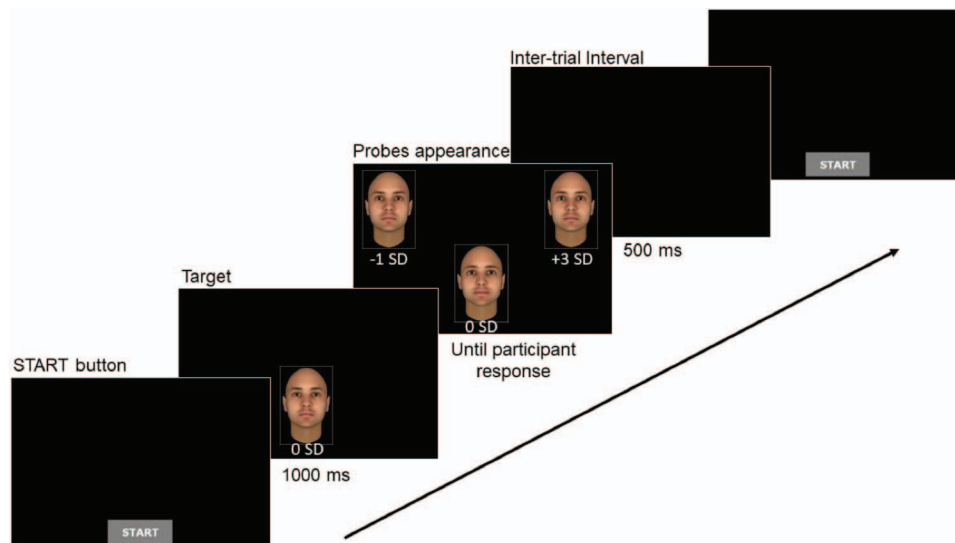 START button
START
Target
0 SD
1000 ms
Probes appearance
-1 SD
+3 SD
0 SD
Until participant
response
Inter-trial Interval
500 ms
START